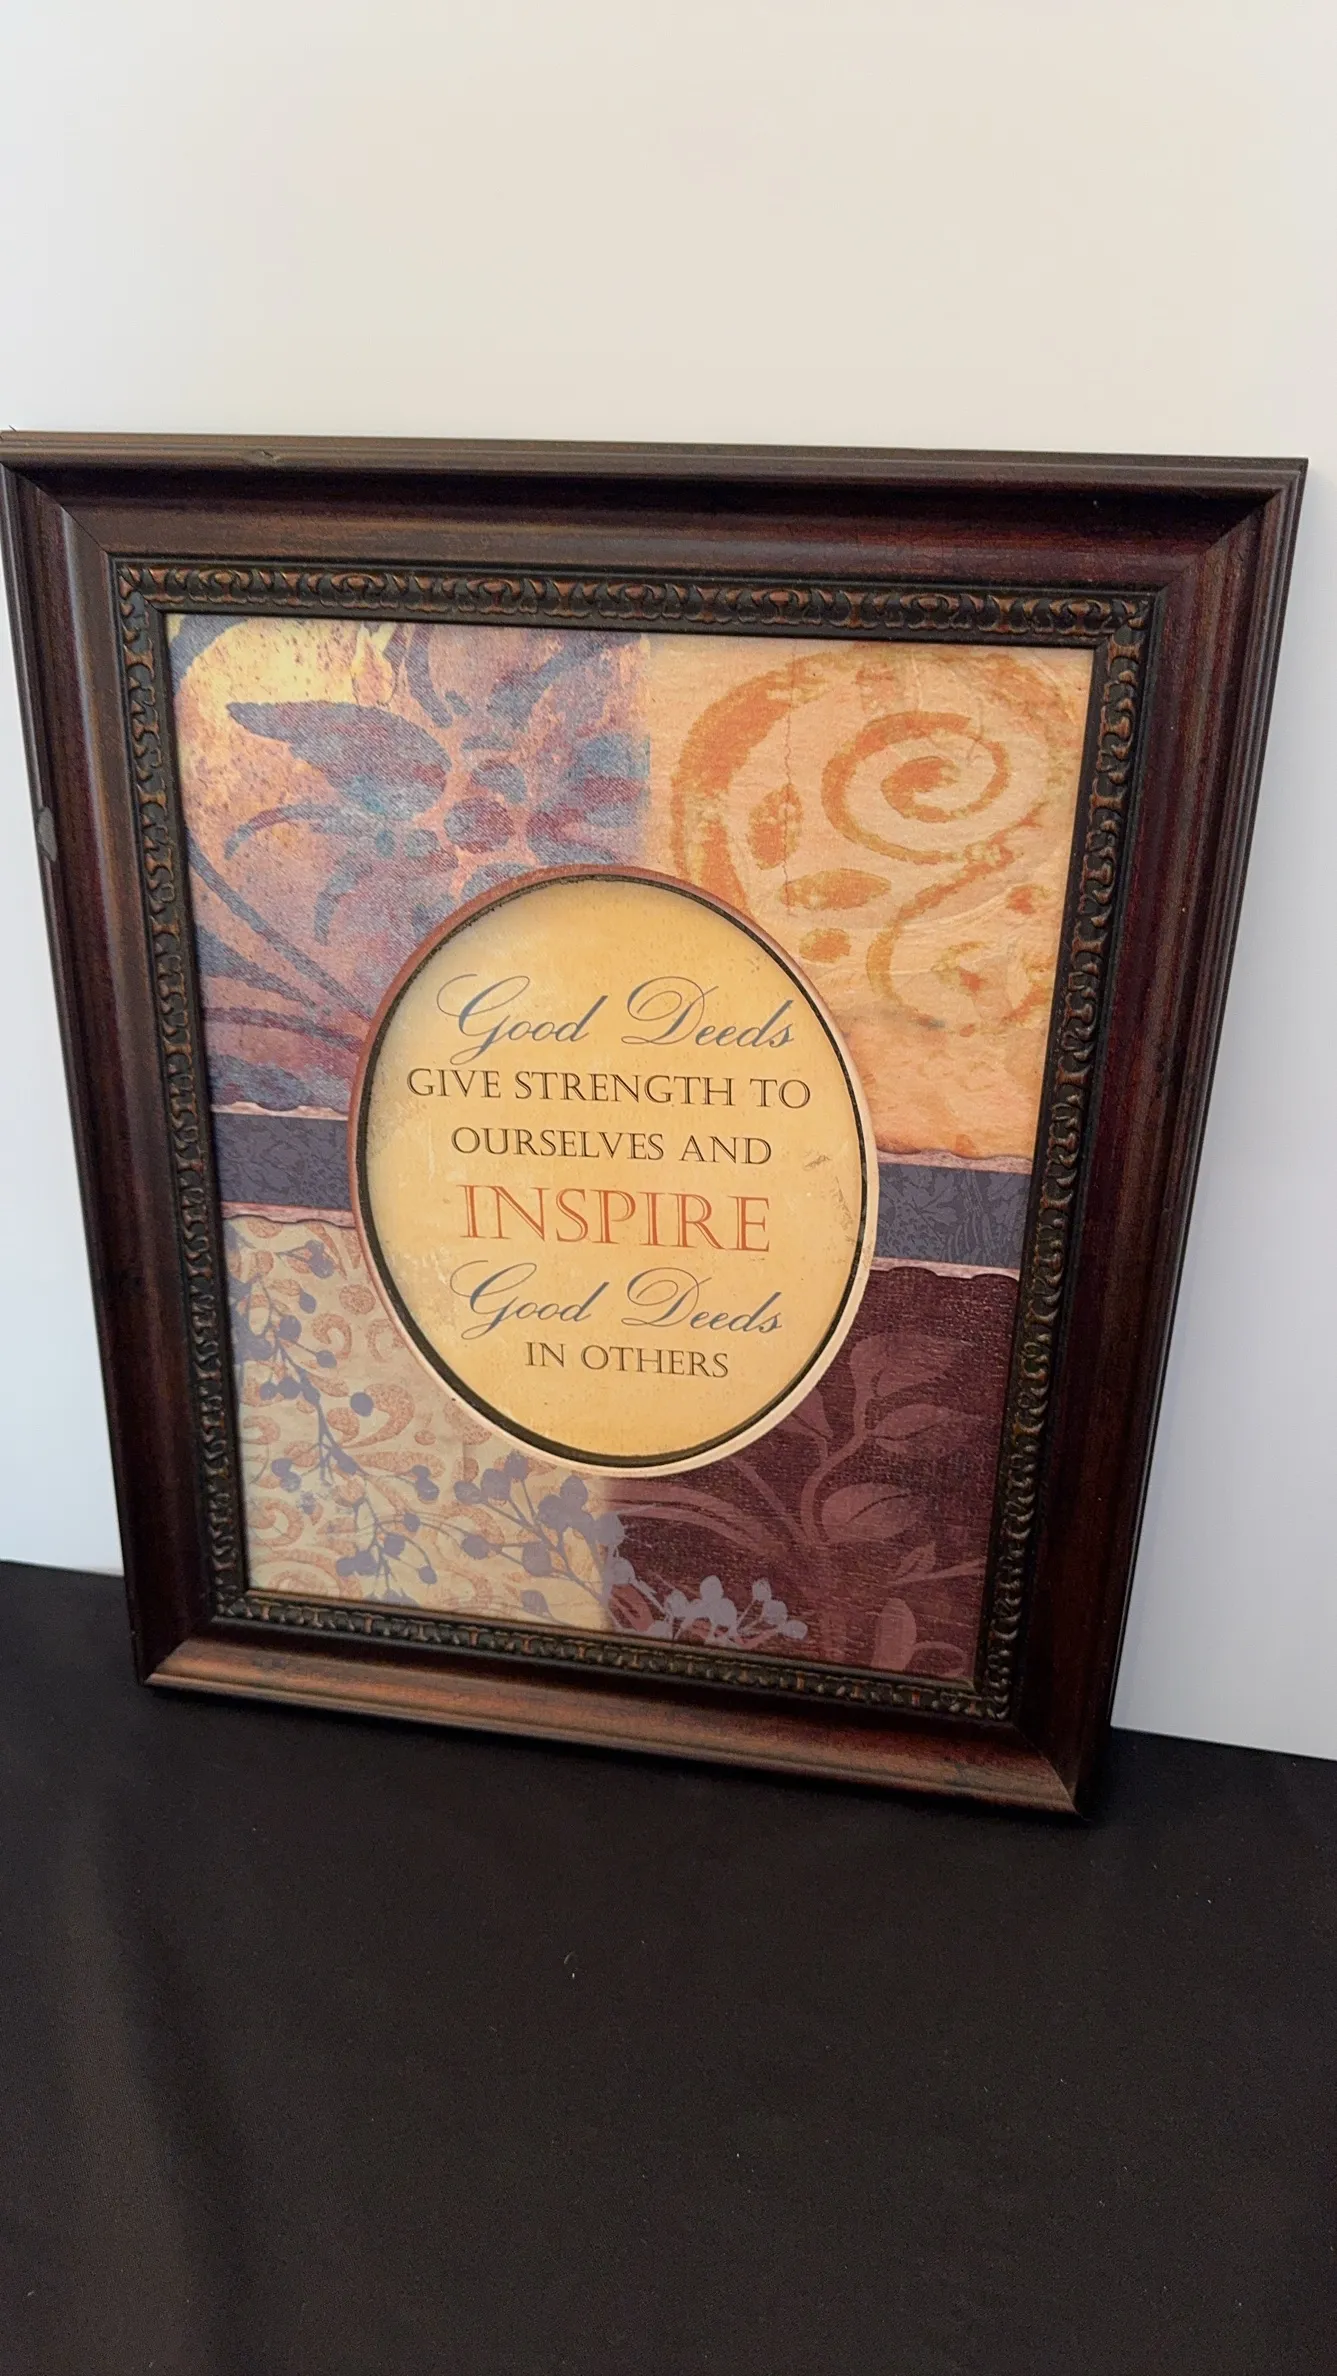 Good Deeds
GIVE STRENGTH TO
OURSELVES AND
INSPIRE
Good Deeds
IN OTHERS